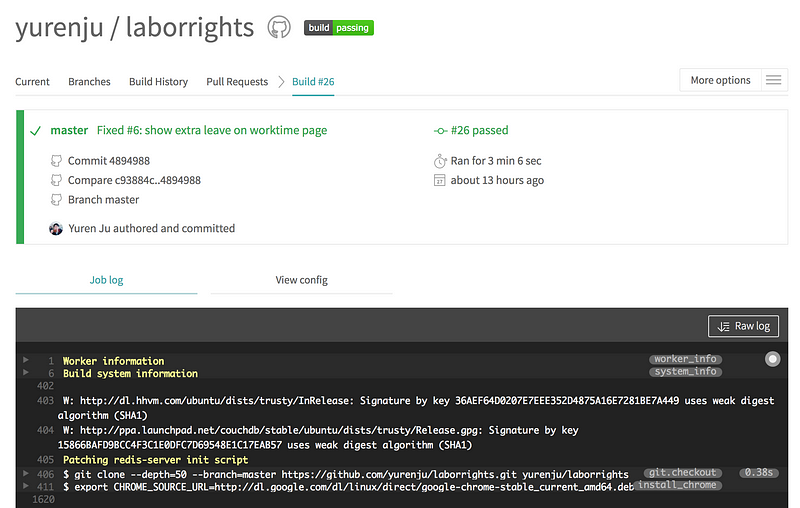 yurenju / laborrights build passing
Current Branches Build History Pull Requests Build #26 More options
master Fixed #6: show extra leave on worktime page #26 passed
Commit 4894988 Ran for 3 min 6 sec
Compare c93884c..4894988 about 13 hours ago
Branch master
Yuren Ju authored and committed
Job log View config
Raw log
1 Worker information worker_info
6 Build system information system_info
402
403 W: http://dl.hhvm.com/ubuntu/dists/trusty/InRelease: Signature by key 36AEF64D0207E7EEE352D4875A16E7281BE7A449 uses weak digest
algorithm (SHA1)
404 W: http://ppa.launchpad.net/couchdb/stable/ubuntu/dists/trusty/Release.gpg: Signature by key
15866BAFD9BCC4F3C1E0DFC7D69548E1C17EAB57 uses weak digest algorithm (SHA1)
405 Patching redis-server init script
406 $ git clone --depth=50 --branch=master https://github.com/yurenju/laborrights.git yurenju/laborrights git.checkout 0.38s
411 $ export CHROME_SOURCE_URL=http://dl.google.com/dl/linux/direct/google-chrome-stable_current_amd64.deb install_chrome
1620